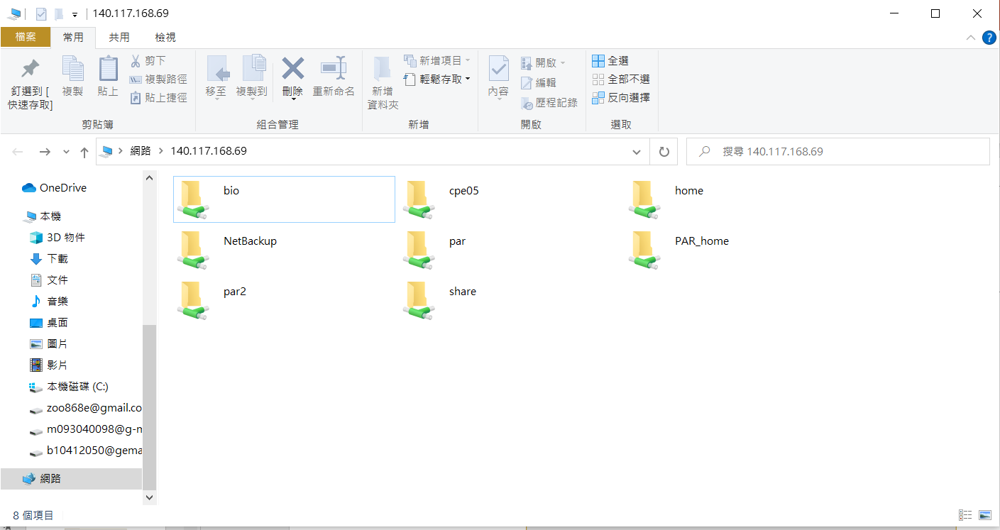 140.117.168.69
檔案
常用
共用
檢視
釘選到 [
快速存取]
複製
貼上
剪下
複製路徑
貼上捷徑
剪貼簿
移至
複製到
刪除
重新命名
組合管理
新增
資料夾
新增項目
輕鬆存取
新增
內容
開啟
編輯
歷程記錄
開啟
全選
全部不選
反向選擇
選取
網路 > 140.117.168.69
搜尋 140.117.168.69
OneDrive
本機
3D 物件
下載
文件
音樂
桌面
圖片
影片
本機磁碟 (C:)
zoo868e@gmail.co
m093040098@g-m
b10412050@gema
網路
bio
cpe05
home
NetBackup
par
PAR_home
par2
share
8 個項目